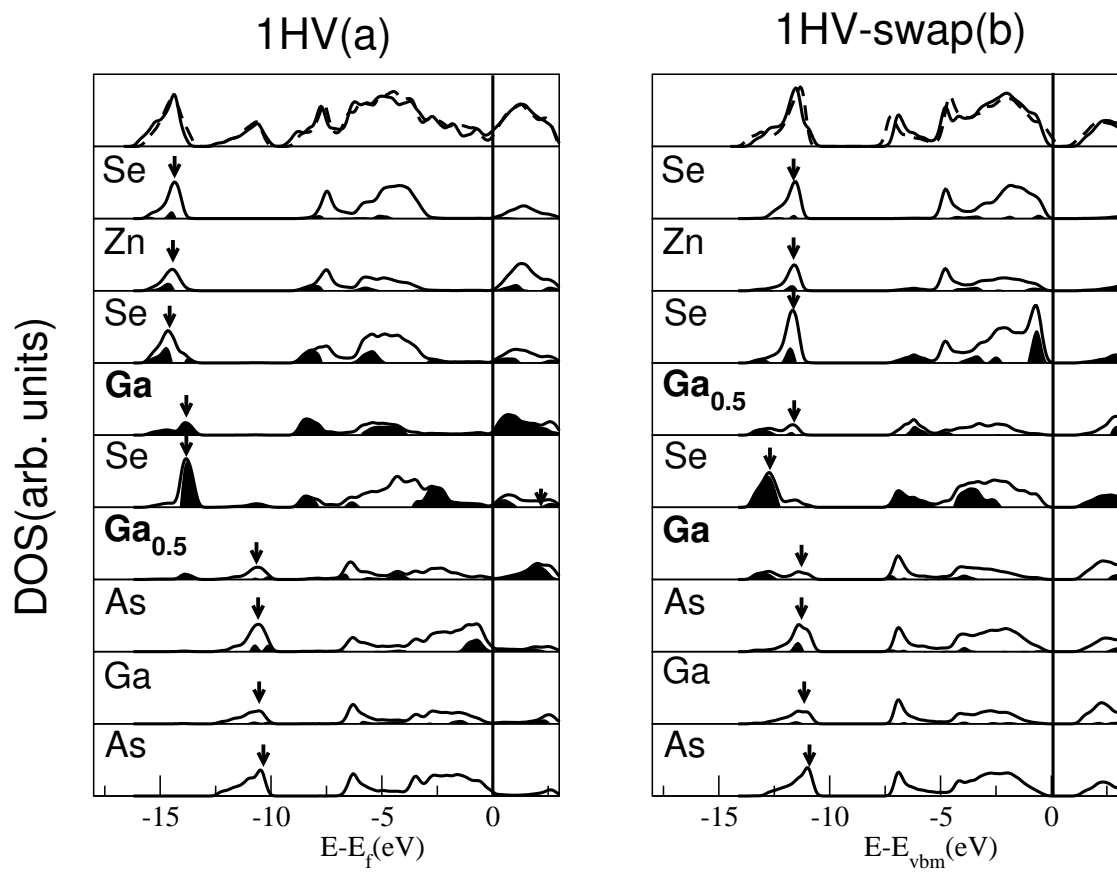 1HV(a)
1HV-swap(b)
DOS(arb. units)
Se
Zn
Se
Ga
Se
Ga0.5
As
Ga
As
-15
-10
-5
0
E-Ef(eV)
Se
Zn
Se
Ga0.5
Se
Ga
As
Ga
As
-15
-10
-5
0
E-Evbm(eV)